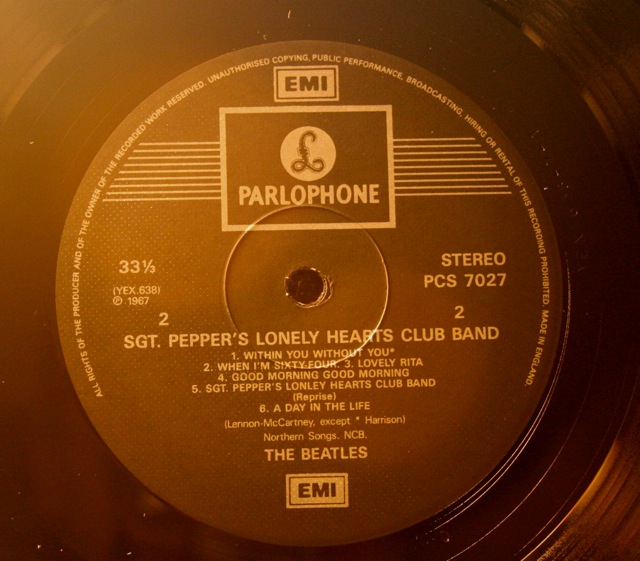 ALL RIGHTS OF THE PRODUCER AND OF THE OWNER OF THE RECORDED WORK RESERVED. UNAUTHORISED COPYING, PUBLIC PERFORMANCE, BROADCASTING, HIRING OR RENTAL OF THIS RECORDING PROHIBITED. MADE IN ENGLAND.
EMI
£
PARLOPHONE
33⅓
STEREO
(YEX.638)
PCS 7027
℗ 1967
2
2
SGT. PEPPER'S LONELY HEARTS CLUB BAND
1. WITHIN YOU WITHOUT YOU*
2. WHEN I'M SIXTY-FOUR. 3. LOVELY RITA
4. GOOD MORNING GOOD MORNING
5. SGT. PEPPER'S LONLEY HEARTS CLUB BAND
(Reprise)
6. A DAY IN THE LIFE
(Lennon-McCartney, except * Harrison)
Northern Songs. NCB.
THE BEATLES
EMI